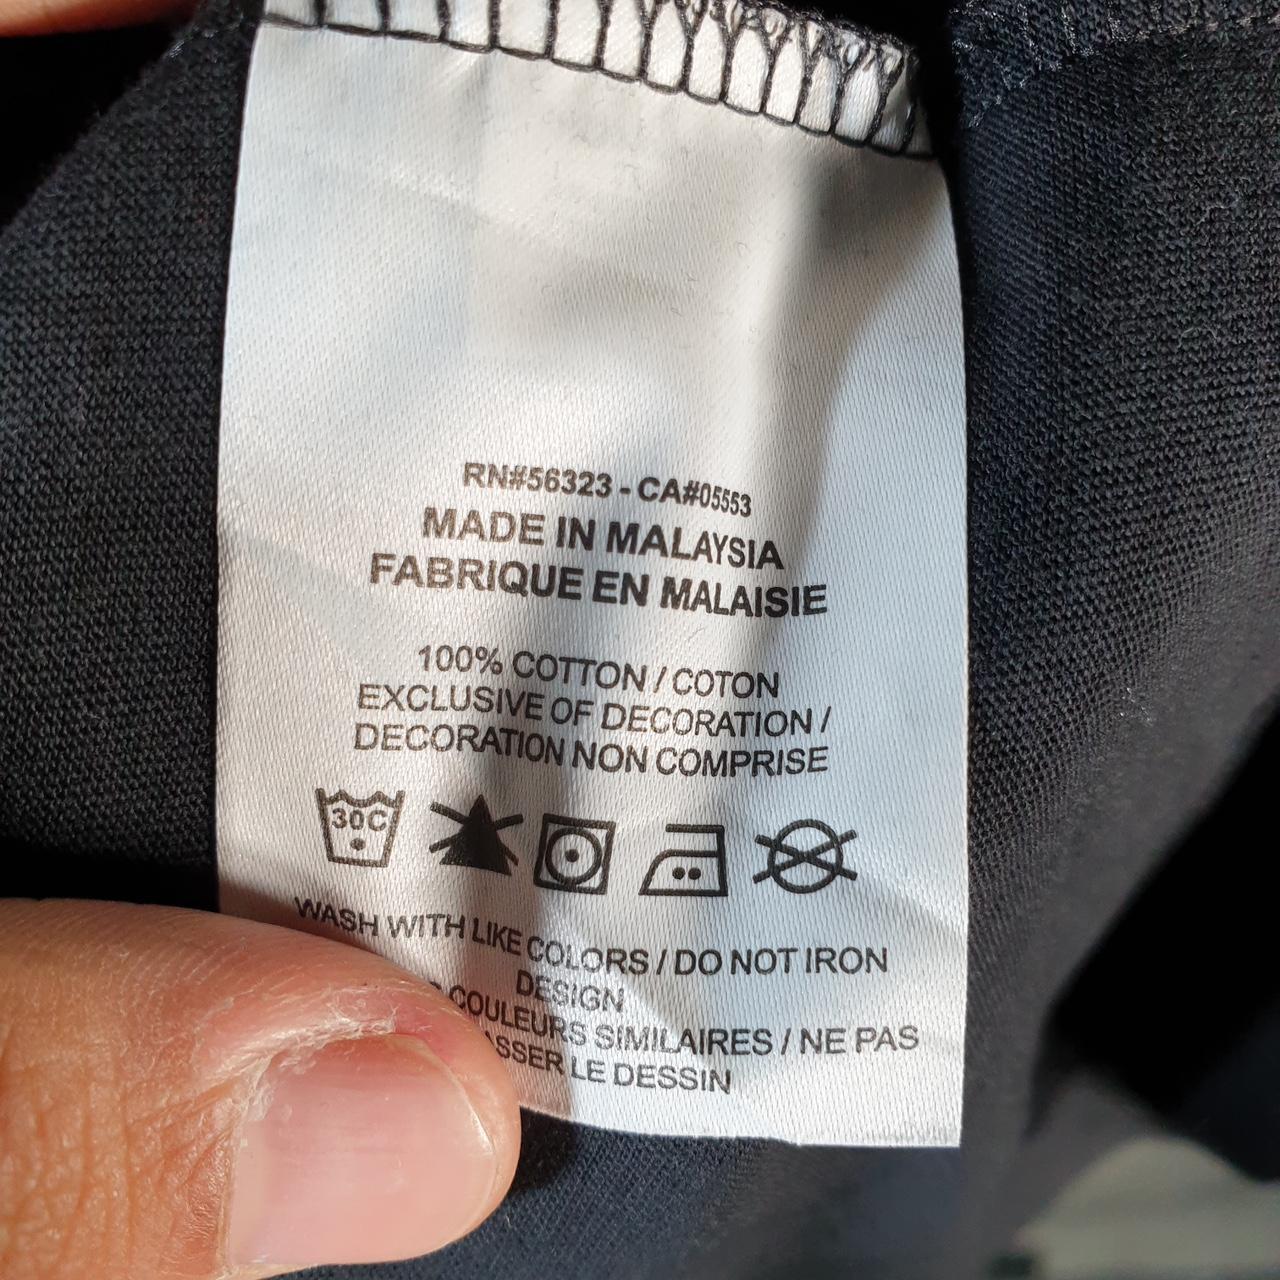 RN#56323 - CA#05553
MADE IN MALAYSIA
FABRIQUE EN MALAISIE
100% COTTON / COTON
EXCLUSIVE OF DECORATION /
DECORATION NON COMPRISE
30C
WASH WITH LIKE COLORS / DO NOT IRON
DESIGN
COULEURS SIMILAIRES / NE PAS
LE DESSIN